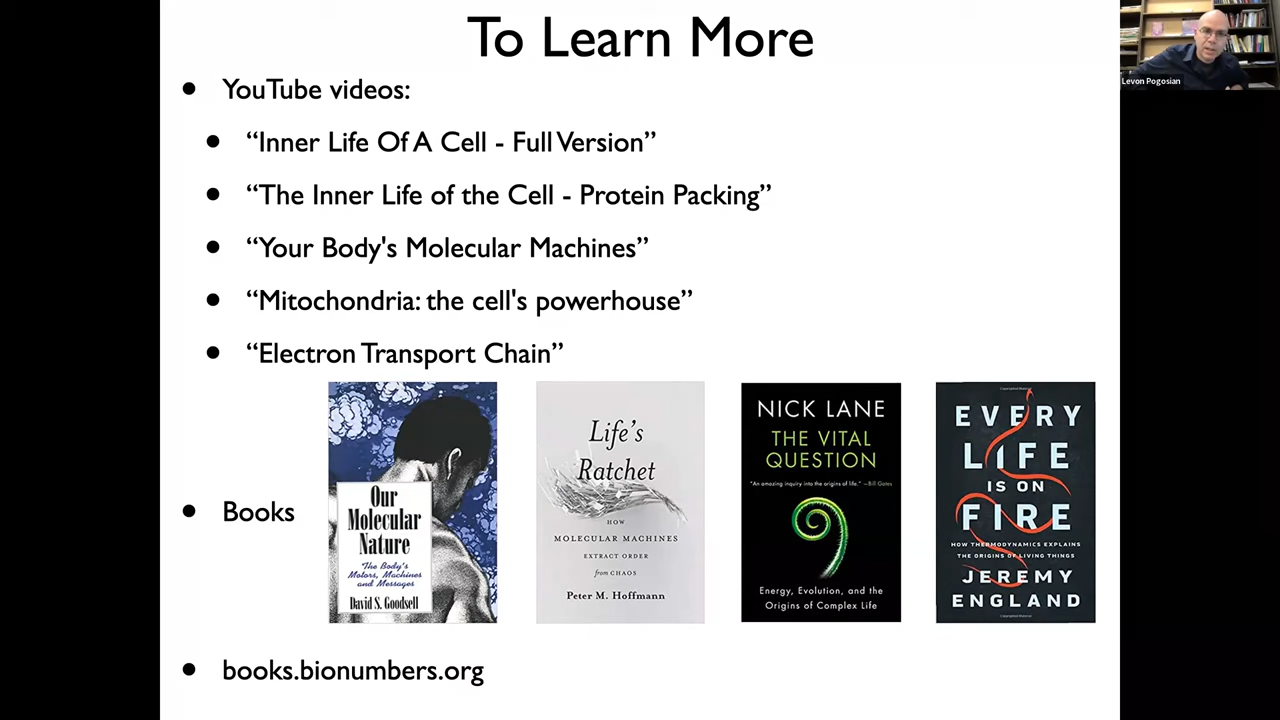 To Learn More
Levon Pogosian
• YouTube videos:
• “Inner Life Of A Cell - Full Version”
• “The Inner Life of the Cell - Protein Packing”
• “Your Body's Molecular Machines”
• “Mitochondria: the cell's powerhouse”
• “Electron Transport Chain”
• Books
Our
Molecular
Nature
The Body's
Motors, Machines
and Messages
David S. Goodsell
Life's
Ratchet
HOW
MOLECULAR MACHINES
EXTRACT ORDER
from CHAOS
Peter M. Hoffmann
NICK LANE
THE VITAL
QUESTION
"An amazing inquiry into the origins of life." —Bill Gates
Energy, Evolution, and the
Origins of Complex Life
EVERY
LIFE
IS ON
FIRE
HOW THERMODYNAMICS EXPLAINS
THE ORIGINS OF LIVING THINGS
JEREMY
ENGLAND
• books.bionumbers.org